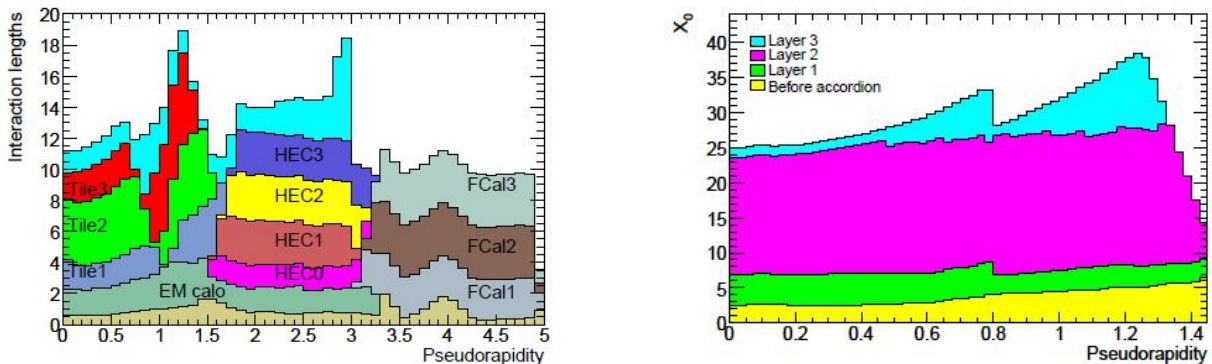 Interaction lengths
20
18
16
14
12
10
8
6
4
2
0
Tile3
Tile2
Tile1
EM calo
HEC3
HEC2
HEC1
HEC0
FCal3
FCal2
FCal1
0 0.5 1 1.5 2 2.5 3 3.5 4 4.5 5
Pseudorapidity
X₀
40
35
30
25
20
15
10
5
0
Layer 3
Layer 2
Layer 1
Before accordion
0 0.2 0.4 0.6 0.8 1 1.2 1.4
Pseudorapidity